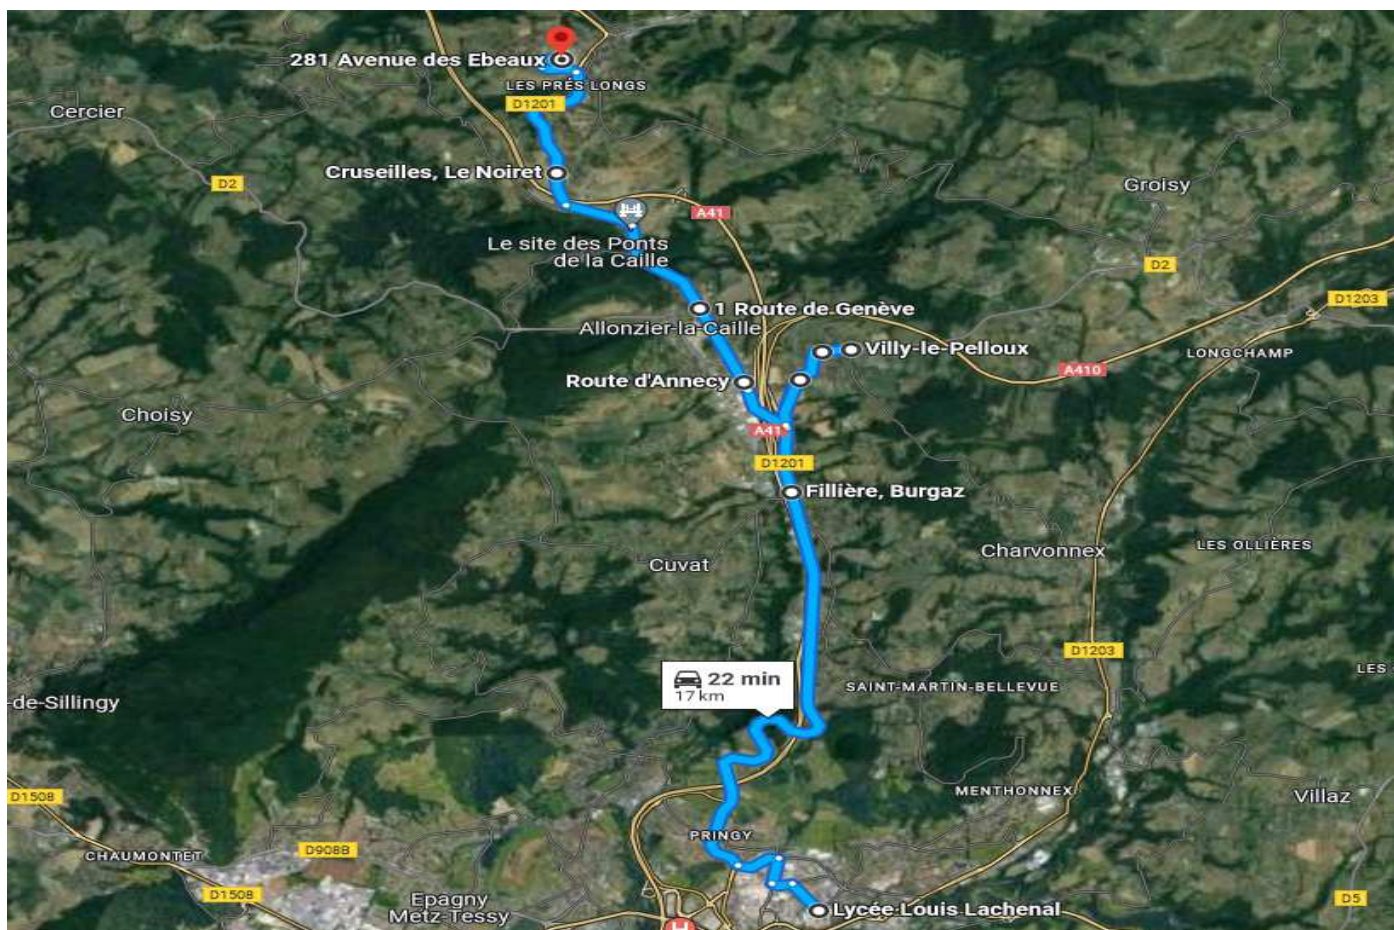 281 Avenue des Ebeaux
LES PRÉS LONGS
D1201
Cercier
Cruseilles, Le Noiret
D2
Groisy
A41
Le site des Ponts
de la Caille
D2
D1203
1 Route de Genève
Allonzier-la-Caille
Villy-le-Pelloux
LONGCHAMP
A410
Route d'Annecy
Choisy
A41
D1201
Fillière, Burgaz
Charvonnex
LES OLLIÈRES
Cuvat
D1203
LES
22 min
17 km
SAINT-MARTIN-BELLEVUE
-de-Sillingy
MENTHONNEX
Villaz
D1508
PRINGY
D908B
CHAUMONTET
D1508
Epagny
Metz-Tessy
D5
Lycée Louis Lachenal
H